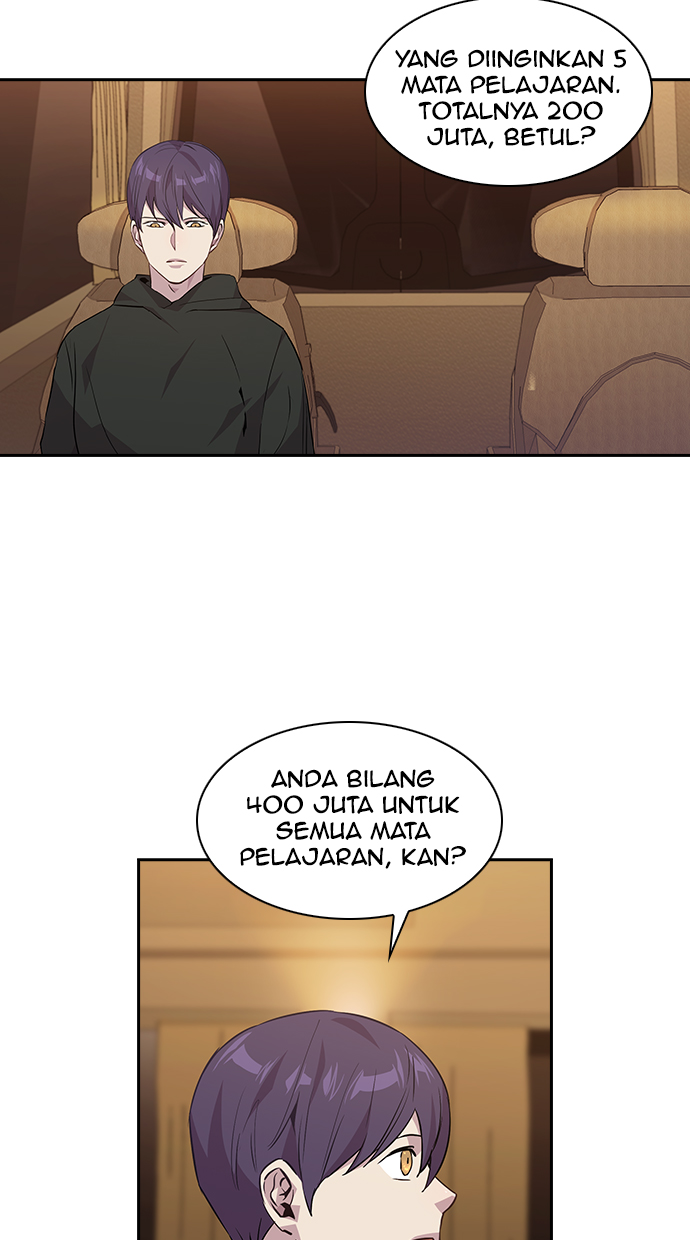 YANG DIINGINKAN 5
MATA PELAJARAN.
TOTALNYA 200
JUTA, BETUL?
ANDA BILANG
400 JUTA UNTUK
SEMUA MATA
PELAJARAN, KAN?